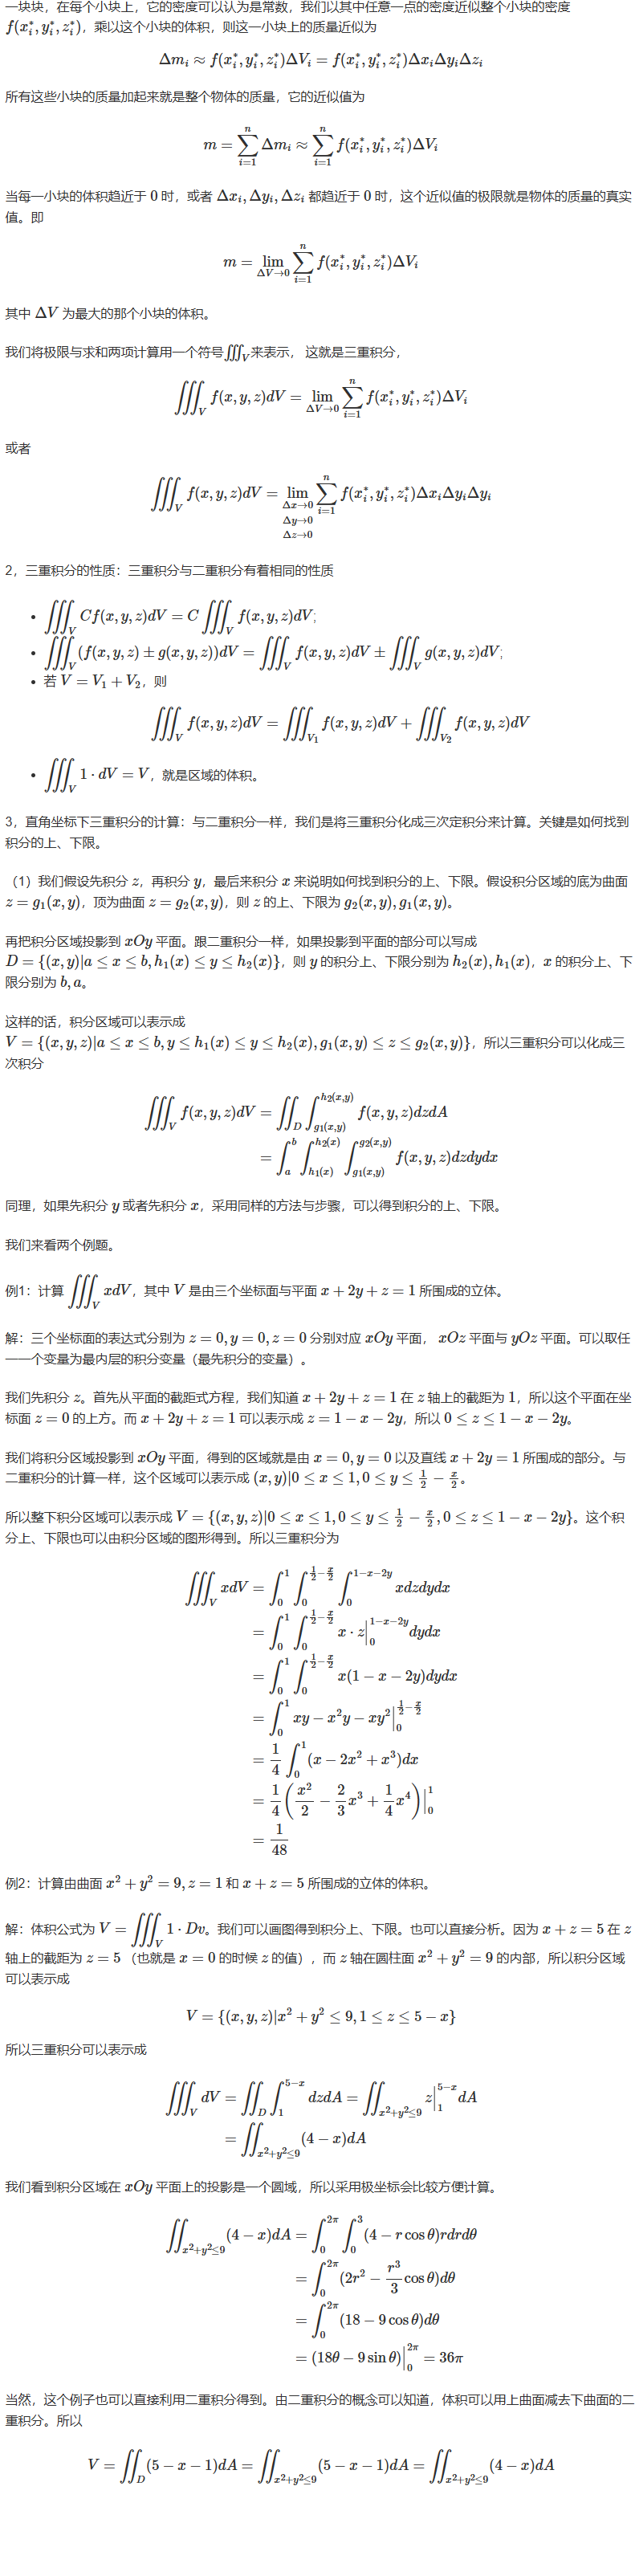 一块块，在每个小块上，它的密度可以认为是常数，我们以其中任意一点的密度近似整个小块的密度
$f(x_i^*, y_i^*, z_i^*)$，乘以这个小块的体积，则这一小块上的质量近似为
$\Delta m_i \approx f(x_i^*, y_i^*, z_i^*)\Delta V_i = f(x_i^*, y_i^*, z_i^*)\Delta x_i \Delta y_i \Delta z_i$
所有这些小块的质量加起来就是整个物体的质量，它的近似值为
$m = \sum_{i=1}^{n} \Delta m_i \approx \sum_{i=1}^{n} f(x_i^*, y_i^*, z_i^*)\Delta V_i$
当每一小块的体积趋近于 0 时，或者 $\Delta x_i, \Delta y_i, \Delta z_i$ 都趋近于 0 时，这个近似值的极限就是物体的质量的真实
值。即
$m = \lim_{\Delta V \to 0} \sum_{i=1}^{n} f(x_i^*, y_i^*, z_i^*)\Delta V_i$
其中 $\Delta V$ 为最大的那个小块的体积。
我们将极限与求和两项计算用一个符号 $\iiint_V$ 来表示， 这就是三重积分，
$\iiint_V f(x,y,z)dV = \lim_{\Delta V \to 0} \sum_{i=1}^{n} f(x_i^*, y_i^*, z_i^*)\Delta V_i$
或者
$\iiint_V f(x,y,z)dV = \lim_{\substack{\Delta x \to 0 \\ \Delta y \to 0 \\ \Delta z \to 0}} \sum_{i=1}^{n} f(x_i^*, y_i^*, z_i^*)\Delta x_i \Delta y_i \Delta y_i$
2，三重积分的性质：三重积分与二重积分有着相同的性质
• $\iiint_V Cf(x,y,z)dV = C\iiint_V f(x,y,z)dV$;
• $\iiint_V (f(x,y,z) \pm g(x,y,z))dV = \iiint_V f(x,y,z)dV \pm \iiint_V g(x,y,z)dV$;
• 若 $V = V_1 + V_2$，则
$\iiint_V f(x,y,z)dV = \iiint_{V_1} f(x,y,z)dV + \iiint_{V_2} f(x,y,z)dV$
• $\iiint_V 1 \cdot dV = V$，就是区域的体积。
3，直角坐标下三重积分的计算：与二重积分一样，我们是将三重积分化成三次定积分来计算。关键是如何找到
积分的上、下限。
（1）我们假设先积分 $z$，再积分 $y$，最后来积分 $x$ 来说明如何找到积分的上、下限。假设积分区域的底为曲面
$z = g_1(x,y)$，顶为曲面 $z = g_2(x,y)$，则 $z$ 的上、下限为 $g_2(x,y), g_1(x,y)$。
再把积分区域投影到 $xOy$ 平面。跟二重积分一样，如果投影到平面的部分可以写成
$D = \{(x,y)|a \le x \le b, h_1(x) \le y \le h_2(x)\}$，则 $y$ 的积分上、下限分别为 $h_2(x), h_1(x)$，$x$ 的积分上、下
限分别为 $b, a$。
这样的话，积分区域可以表示成
$V = \{(x,y,z)|a \le x \le b, y \le h_1(x) \le y \le h_2(x), g_1(x,y) \le z \le g_2(x,y)\}$，所以三重积分可以化成三
次积分
$\iiint_V f(x,y,z)dV = \iint_D \int_{g_1(x,y)}^{h_2(x,y)} f(x,y,z)dzdA$
$= \int_a^b \int_{h_1(x)}^{h_2(x)} \int_{g_1(x,y)}^{g_2(x,y)} f(x,y,z)dzdydx$
同理，如果先积分 $y$ 或者先积分 $x$，采用同样的方法与步骤，可以得到积分的上、下限。
我们来看两个例题。
例1：计算 $\iiint_V xdV$，其中 $V$ 是由三个坐标面与平面 $x + 2y + z = 1$ 所围成的立体。
解：三个坐标面的表达式分别为 $z = 0, y = 0, z = 0$ 分别对应 $xOy$ 平面， $xOz$ 平面与 $yOz$ 平面。可以取任
一一个变量为最内层的积分变量（最先积分的变量）。
我们先积分 $z$。首先从平面的截距式方程，我们知道 $x + 2y + z = 1$ 在 $z$ 轴上的截距为 1，所以这个平面在坐
标面 $z = 0$ 的上方。而 $x + 2y + z = 1$ 可以表示成 $z = 1 - x - 2y$，所以 $0 \le z \le 1 - x - 2y$。
我们将积分区域投影到 $xOy$ 平面，得到的区域就是由 $x = 0, y = 0$ 以及直线 $x + 2y = 1$ 所围成的部分。与
二重积分的计算一样，这个区域可以表示成 $(x,y)|0 \le x \le 1, 0 \le y \le \frac{1}{2} - \frac{x}{2}$。
所以整下积分区域可以表示成 $V = \{(x,y,z)|0 \le x \le 1, 0 \le y \le \frac{1}{2} - \frac{x}{2}, 0 \le z \le 1 - x - 2y\}$。这个积
分上、下限也可以由积分区域的图形得到。所以三重积分为
$\iiint_V xdV = \int_0^1 \int_0^{\frac{1}{2}-\frac{x}{2}} \int_0^{1-x-2y} xdzdydx$
$= \int_0^1 \int_0^{\frac{1}{2}-\frac{x}{2}} x \cdot z\Big|_0^{1-x-2y} dydx$
$= \int_0^1 \int_0^{\frac{1}{2}-\frac{x}{2}} x(1 - x - 2y)dydx$
$= \int_0^1 xy - x^2y - xy^2\Big|_0^{\frac{1}{2}-\frac{x}{2}}$
$= \frac{1}{4}\int_0^1 (x - 2x^2 + x^3)dx$
$= \frac{1}{4}\left(\frac{x^2}{2} - \frac{2}{3}x^3 + \frac{1}{4}x^4\right)\Big|_0^1$
$= \frac{1}{48}$
例2：计算由曲面 $x^2 + y^2 = 9, z = 1$ 和 $x + z = 5$ 所围成的立体的体积。
解：体积公式为 $V = \iiint_V 1 \cdot Dv$。我们可以画图得到积分上、下限。也可以直接分析。因为 $x + z = 5$ 在 $z$
轴上的截距为 $z = 5$ （也就是 $x = 0$ 的时候 $z$ 的值），而 $z$ 轴在圆柱面 $x^2 + y^2 = 9$ 的内部，所以积分区域
可以表示成
$V = \{(x,y,z)|x^2 + y^2 \le 9, 1 \le z \le 5 - x\}$
所以三重积分可以表示成
$\iiint_V dV = \iint_D \int_1^{5-x} dzdA = \iint_{x^2+y^2\le 9} z\Big|_1^{5-x} dA$
$= \iint_{x^2+y^2\le 9} (4 - x)dA$
我们看到积分区域在 $xOy$ 平面上的投影是一个圆域，所以采用极坐标会比较方便计算。
$\iint_{x^2+y^2\le 9} (4 - x)dA = \int_0^{2\pi} \int_0^3 (4 - r\cos\theta)rdrd\theta$
$= \int_0^{2\pi} (2r^2 - \frac{r^3}{3}\cos\theta)d\theta$
$= \int_0^{2\pi} (18 - 9\cos\theta)d\theta$
$= (18\theta - 9\sin\theta)\Big|_0^{2\pi} = 36\pi$
当然，这个例子也可以直接利用二重积分得到。由二重积分的概念可以知道，体积可以用上曲面减去下曲面的二
重积分。所以
$V = \iint_D (5 - x - 1)dA = \iint_{x^2+y^2\le 9} (5 - x - 1)dA = \iint_{x^2+y^2\le 9} (4 - x)dA$